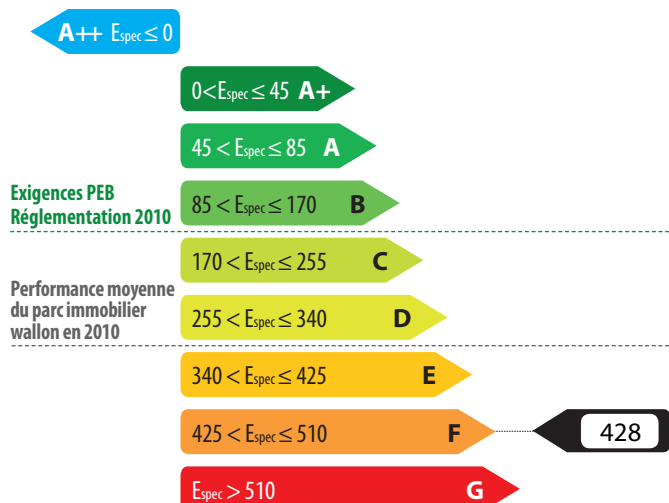 A++ Espec ≤ 0
0<Espec ≤ 45 A+
45 < Espec ≤ 85 A
Exigences PEB
Réglementation 2010
85 < Espec ≤ 170 B
170 < Espec ≤ 255 C
Performance moyenne
du parc immobilier
wallon en 2010
255 < Espec ≤ 340 D
340 < Espec ≤ 425 E
425 < Espec ≤ 510 F
428
Espec > 510 G